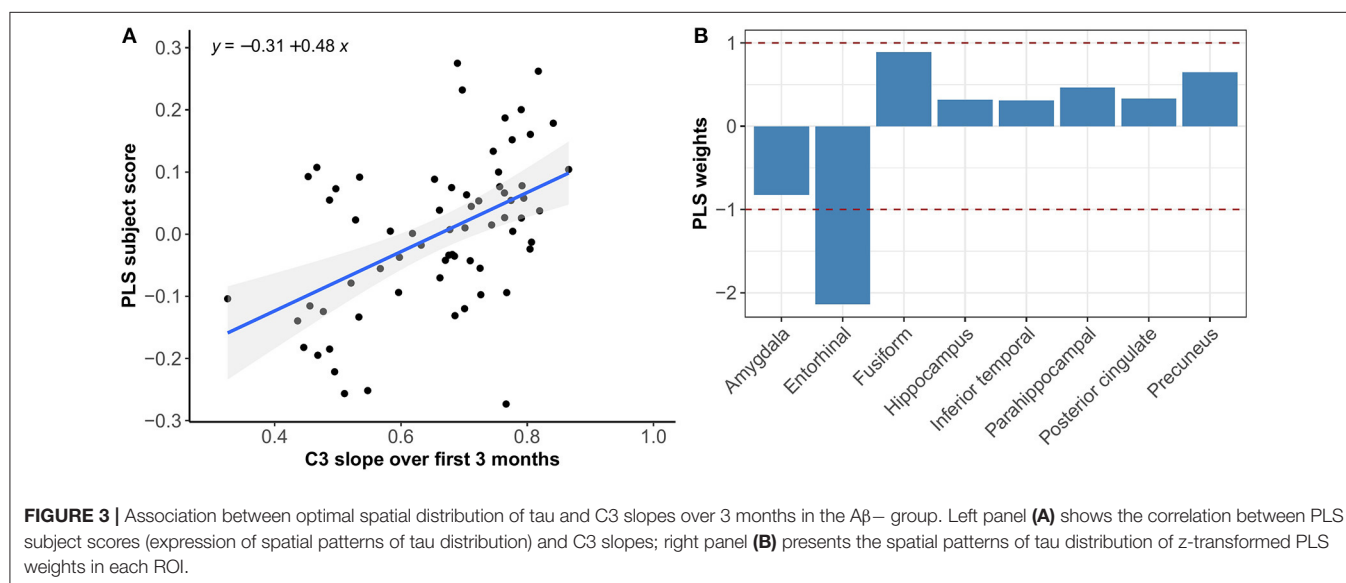 A
y = −0.31 +0.48 x
PLS subject score
0.3
0.2
0.1
0.0
−0.1
−0.2
−0.3
0.4
0.6
0.8
1.0
C3 slope over first 3 months
B
PLS weights
1
0
−1
−2
Amygdala
Entorhinal
Fusiform
Hippocampus
Inferior temporal
Parahippocampal
Posterior cingulate
Precuneus
FIGURE 3 | Association between optimal spatial distribution of tau and C3 slopes over 3 months in the Aβ− group. Left panel (A) shows the correlation between PLS
subject scores (expression of spatial patterns of tau distribution) and C3 slopes; right panel (B) presents the spatial patterns of tau distribution of z-transformed PLS
weights in each ROI.